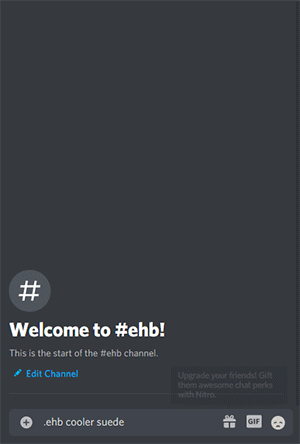 #
Welcome to #ehb!
This is the start of the #ehb channel.
Edit Channel
Upgrade your friends! Gift
them awesome chat perks
with Nitro.
.ehb cooler suede
GIF